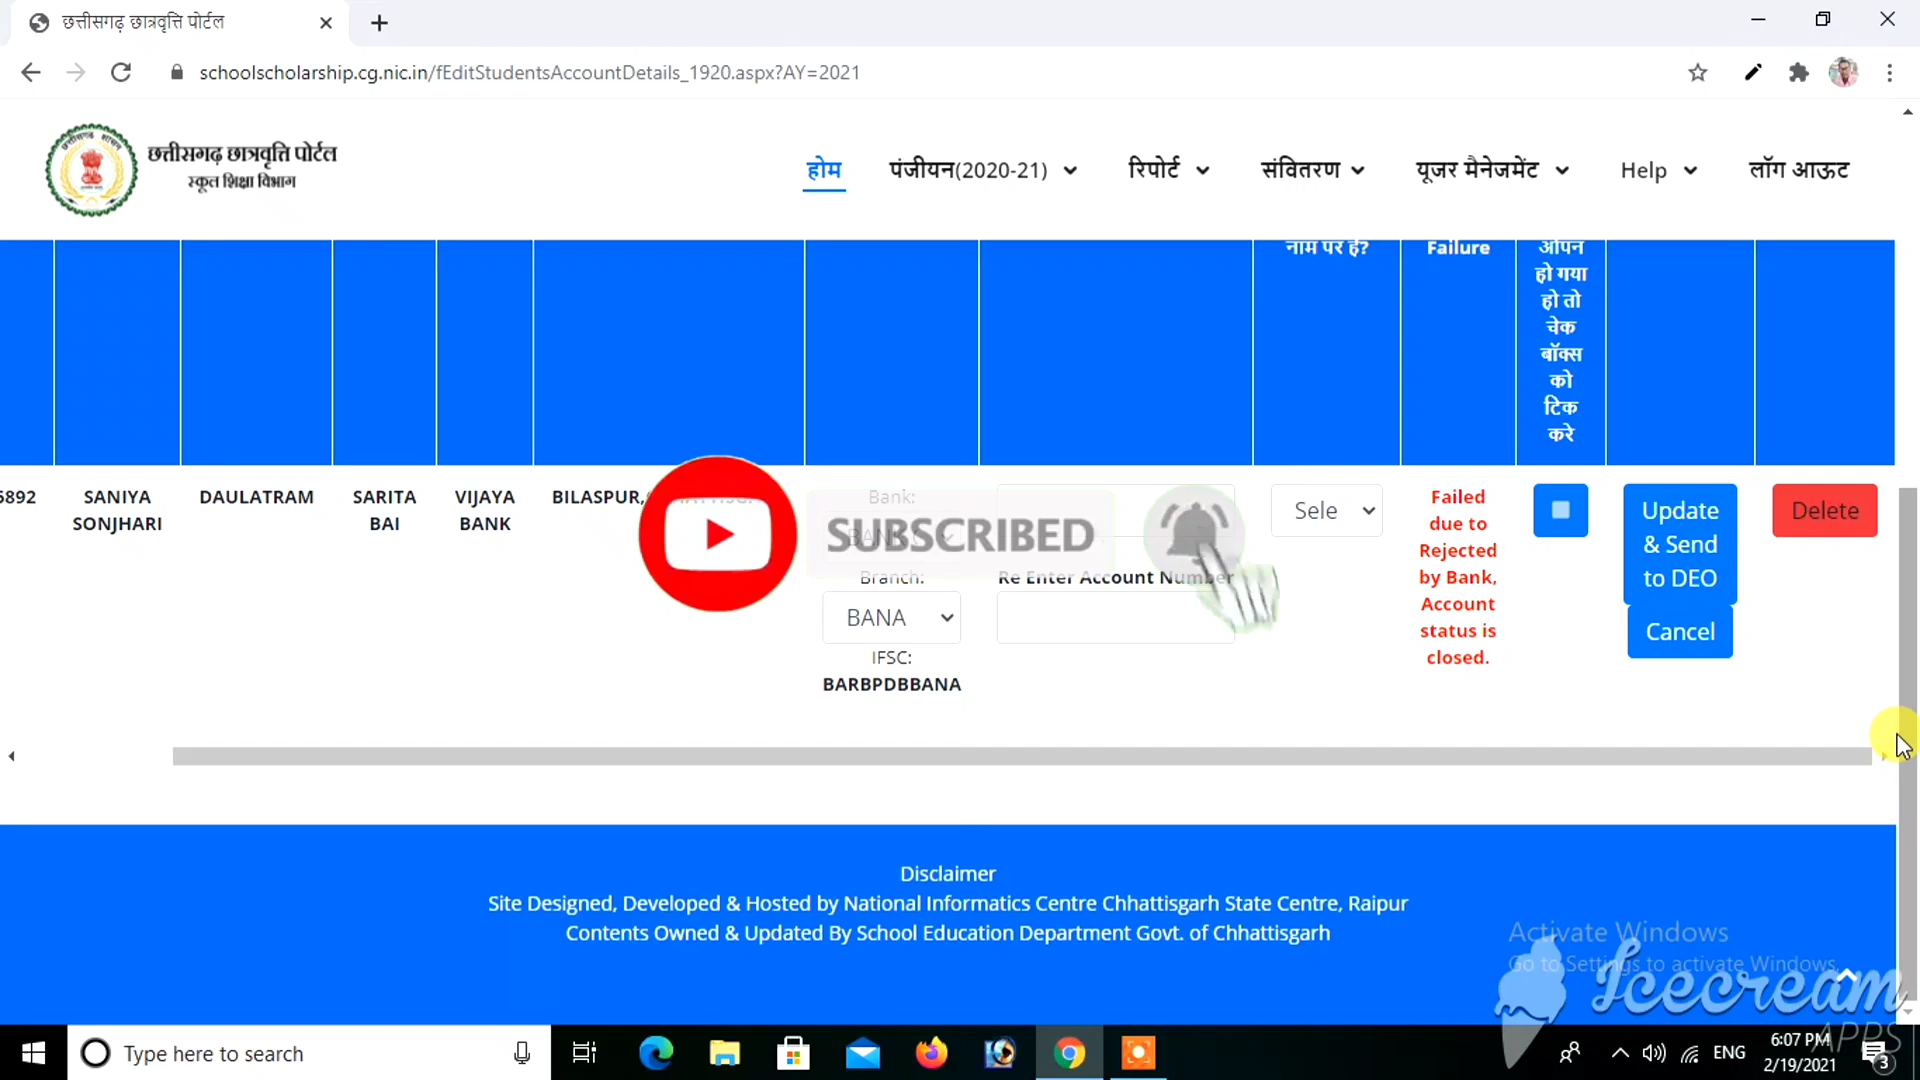 छत्तीसगढ़ छात्रवृत्ति पोर्टल
schoolscholarship.cg.nic.in/fEditStudentsAccountDetails_1920.aspx?AY=2021
छत्तीसगढ़ छात्रवृत्ति पोर्टल
स्कूल शिक्षा विभाग
होम
पंजीयन(2020-21)
रिपोर्ट
संवितरण
यूजर मैनेजमेंट
Help
लॉग आऊट
नाम पर है?
Failure
ओपन
हो गया
हो तो
चेक
बॉक्स
को
टिक
करे
5892
SANIYA
SONJHARI
DAULATRAM
SARITA
BAI
VIJAYA
BANK
BILASPUR,
Bank:
BANK
Branch:
BANA
IFSC:
BARBPDBBANA
Re Enter Account Number
Sele
Failed
due to
Rejected
by Bank,
Account
status is
closed.
Update
& Send
to DEO
Cancel
Delete
SUBSCRIBED
Disclaimer
Site Designed, Developed & Hosted by National Informatics Centre Chhattisgarh State Centre, Raipur
Contents Owned & Updated By School Education Department Govt. of Chhattisgarh
Activate Windows
Go to Settings to activate Windows.
Icecream
APPS
Type here to search
ENG
6:07 PM
2/19/2021
3